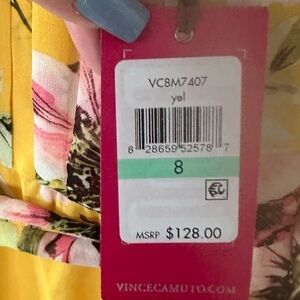 VC8M7407
yel
8 28659 52578 7
8
MSRP $128.00
VINCECAMUTO.COM